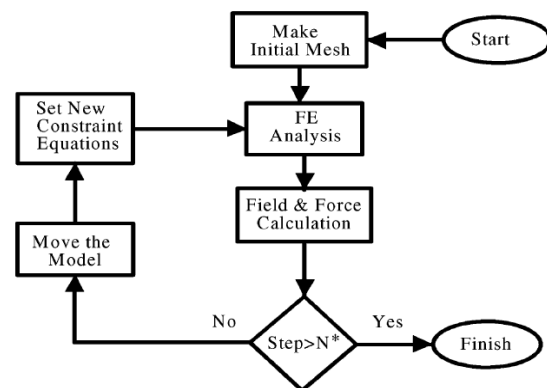 Make
Initial Mesh
Start
Set New
Constraint
Equations
FE
Analysis
Field & Force
Calculation
Move the
Model
No
Step>N*
Yes
Finish